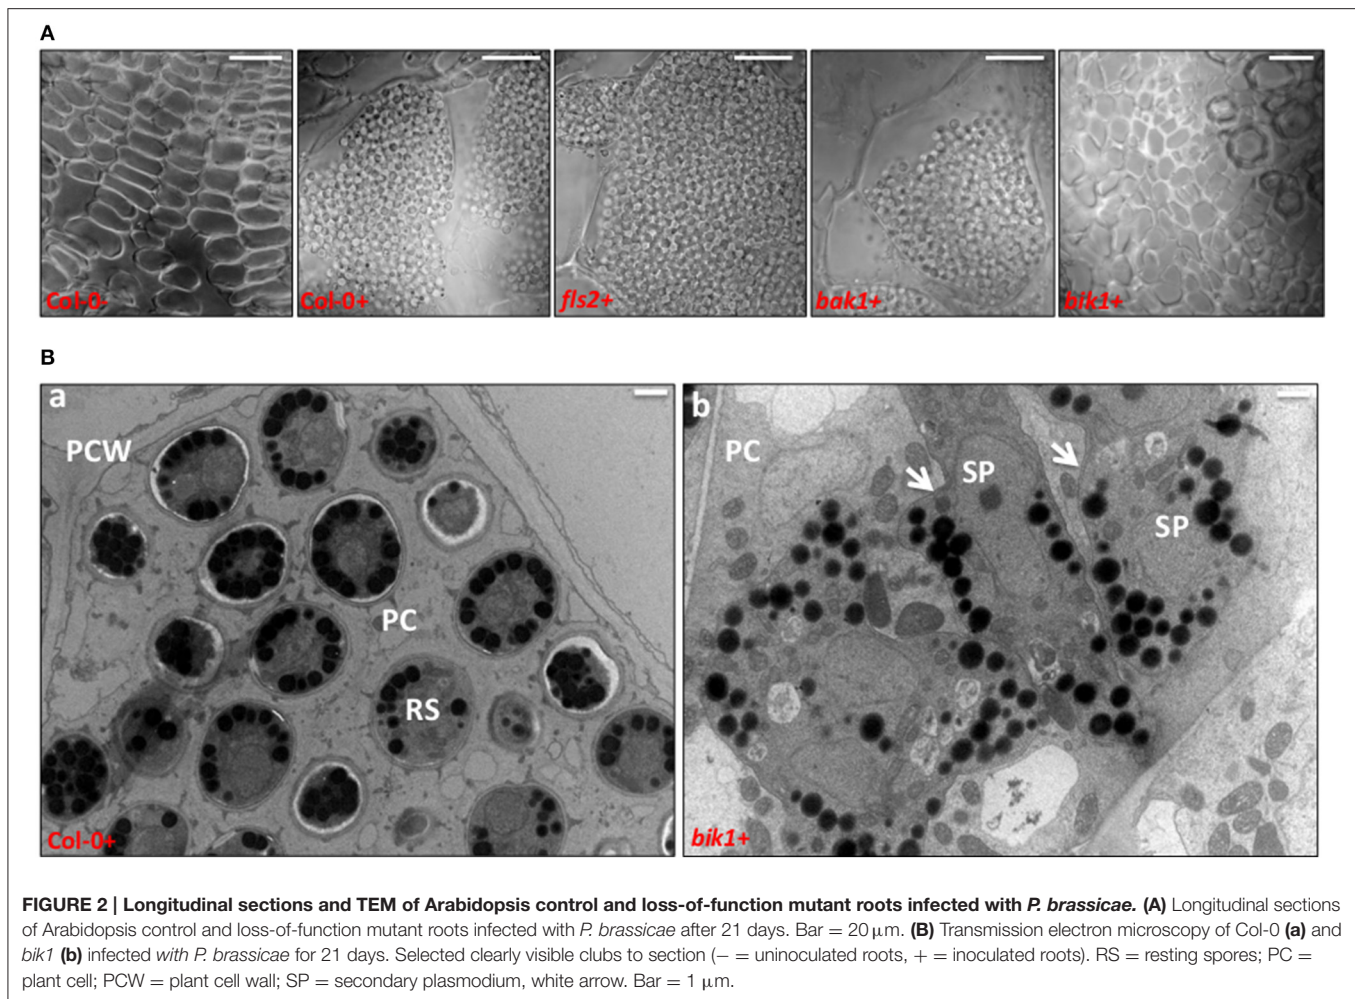 A
Col-0-
Col-0+
fls2+
bak1+
bik1+
B
a
PCW
PC
RS
Col-0+
b
PC
SP
SP
bik1+
FIGURE 2 | Longitudinal sections and TEM of Arabidopsis control and loss-of-function mutant roots infected with P. brassicae. (A) Longitudinal sections
of Arabidopsis control and loss-of-function mutant roots infected with P. brassicae after 21 days. Bar = 20 μm. (B) Transmission electron microscopy of Col-0 (a) and
bik1 (b) infected with P. brassicae for 21 days. Selected clearly visible clubs to section (− = uninoculated roots, + = inoculated roots). RS = resting spores; PC =
plant cell; PCW = plant cell wall; SP = secondary plasmodium, white arrow. Bar = 1 μm.